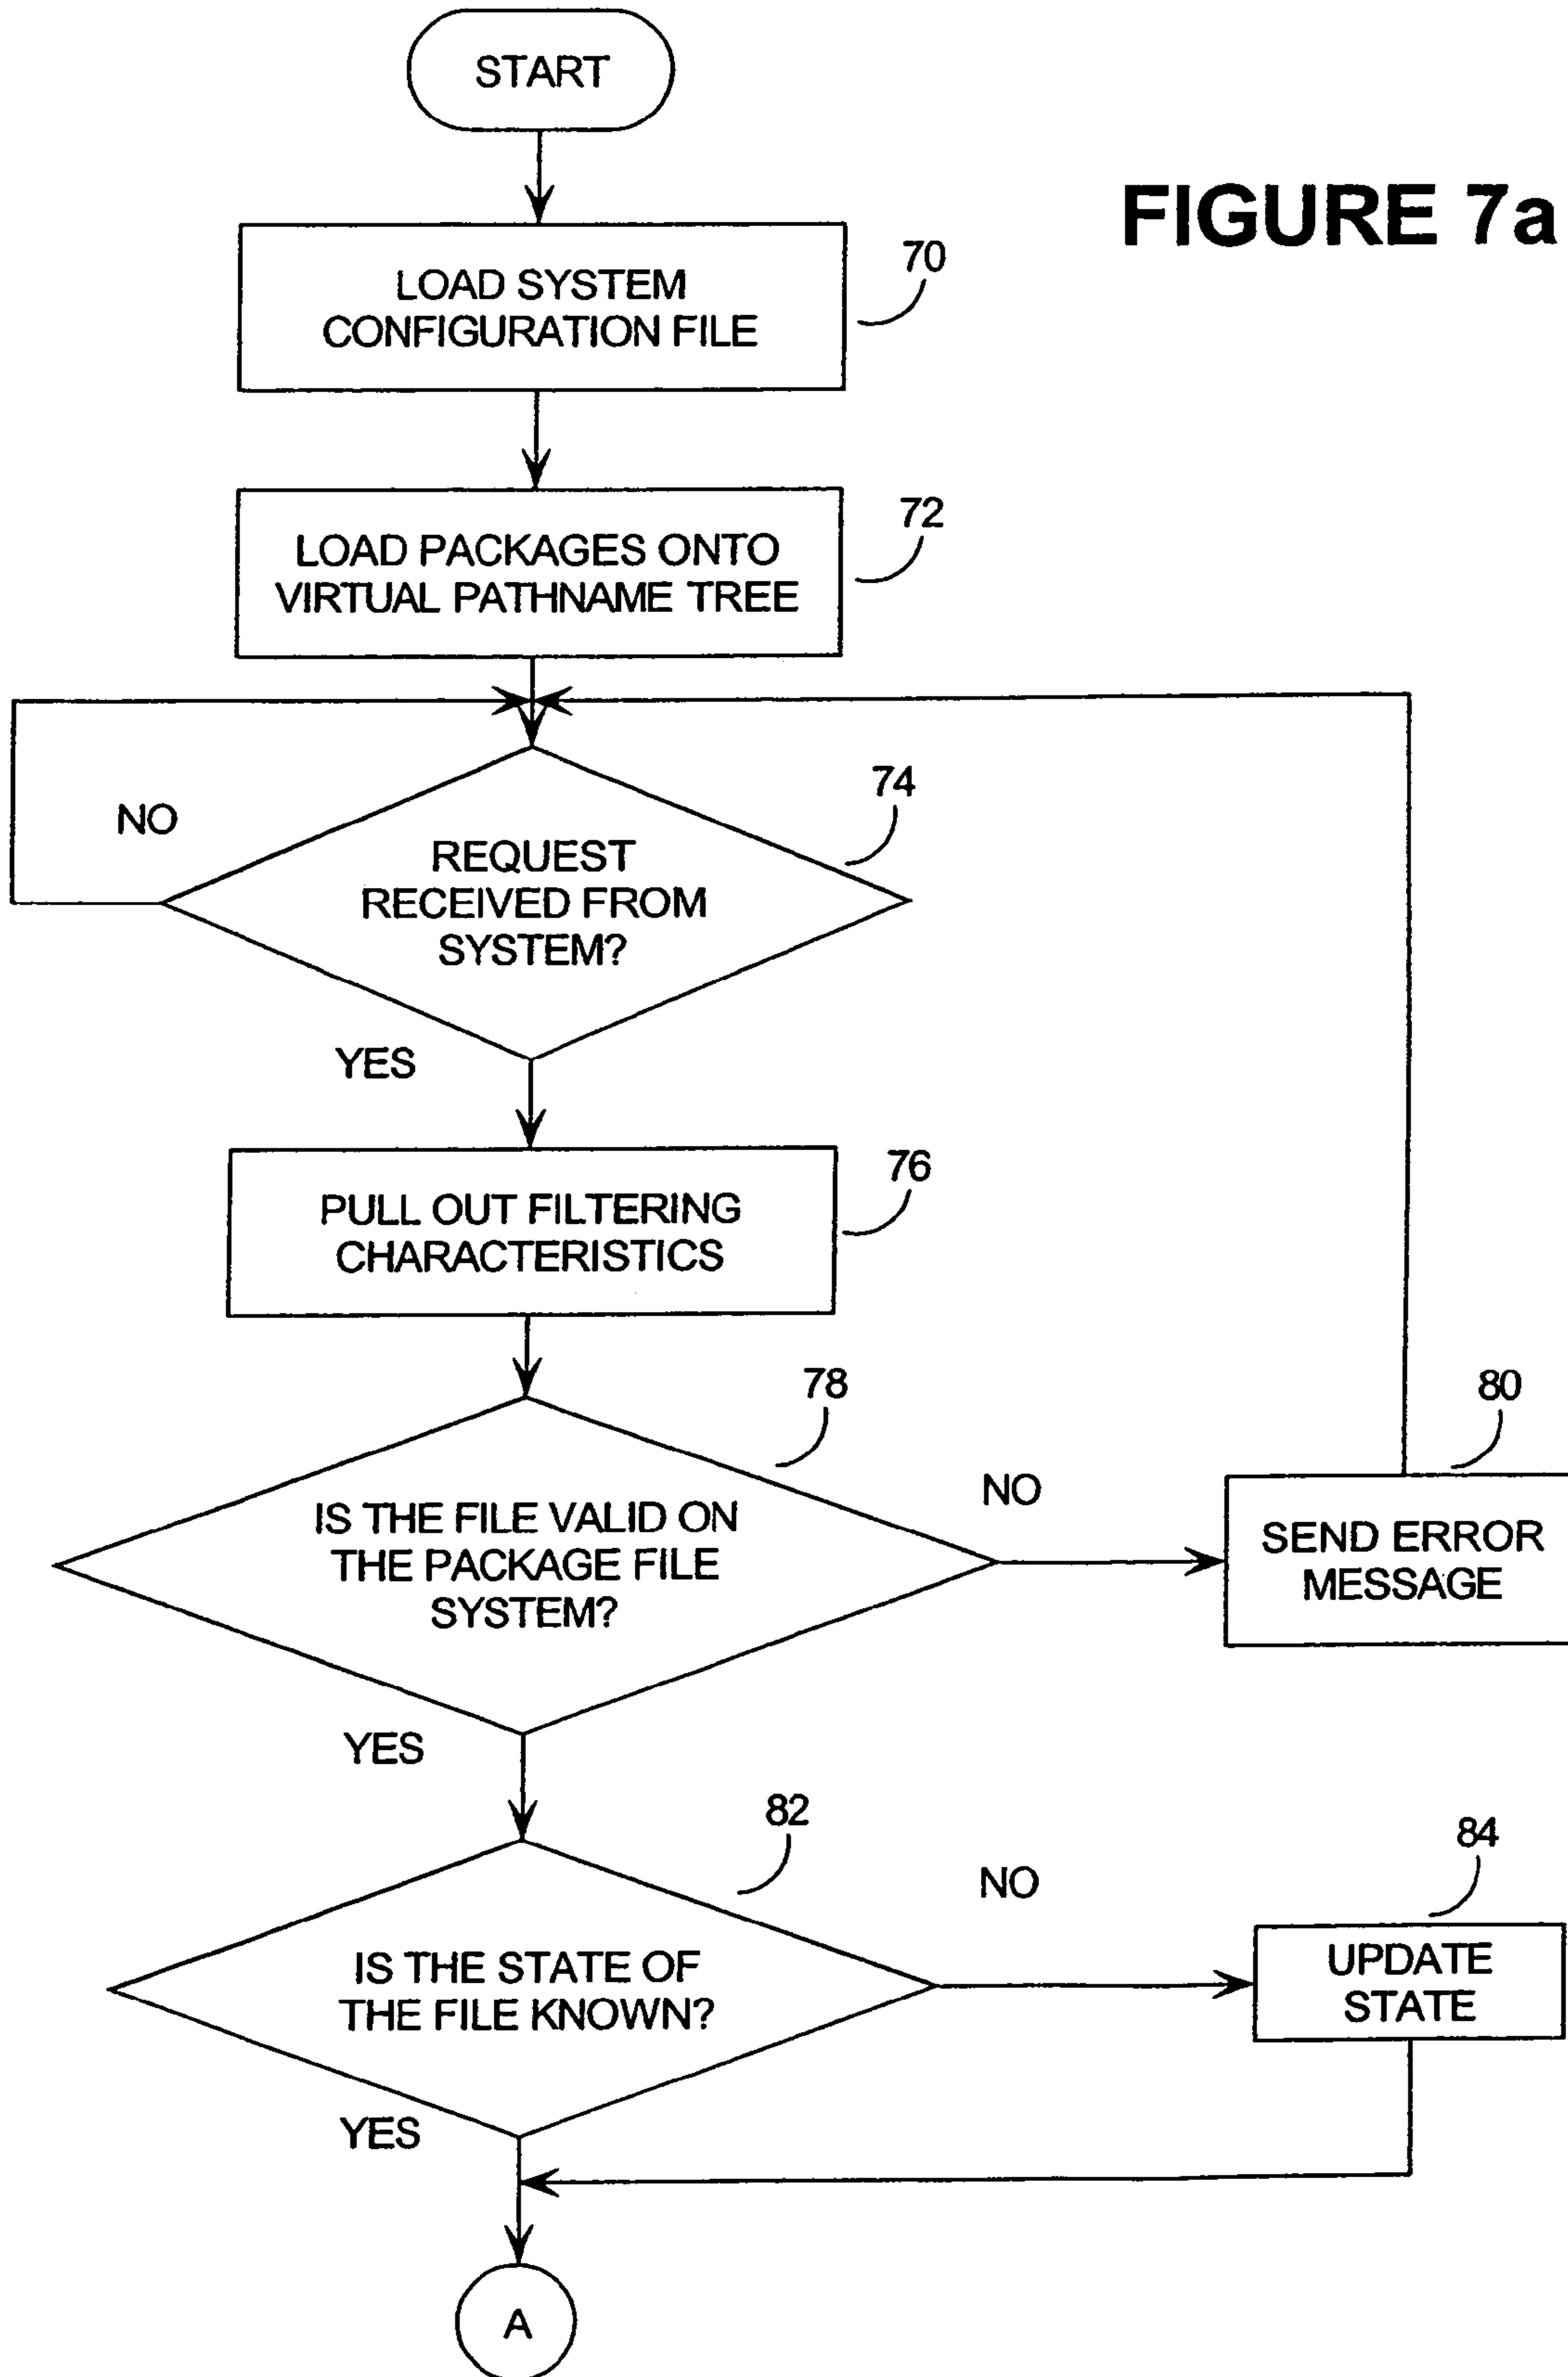 START
FIGURE 7a
70
LOAD SYSTEM
CONFIGURATION FILE
72
LOAD PACKAGES ONTO
VIRTUAL PATHNAME TREE
NO
74
REQUEST
RECEIVED FROM
SYSTEM?
YES
76
PULL OUT FILTERING
CHARACTERISTICS
78
IS THE FILE VALID ON
THE PACKAGE FILE
SYSTEM?
NO
80
SEND ERROR
MESSAGE
YES
82
IS THE STATE OF
THE FILE KNOWN?
NO
84
UPDATE
STATE
YES
A